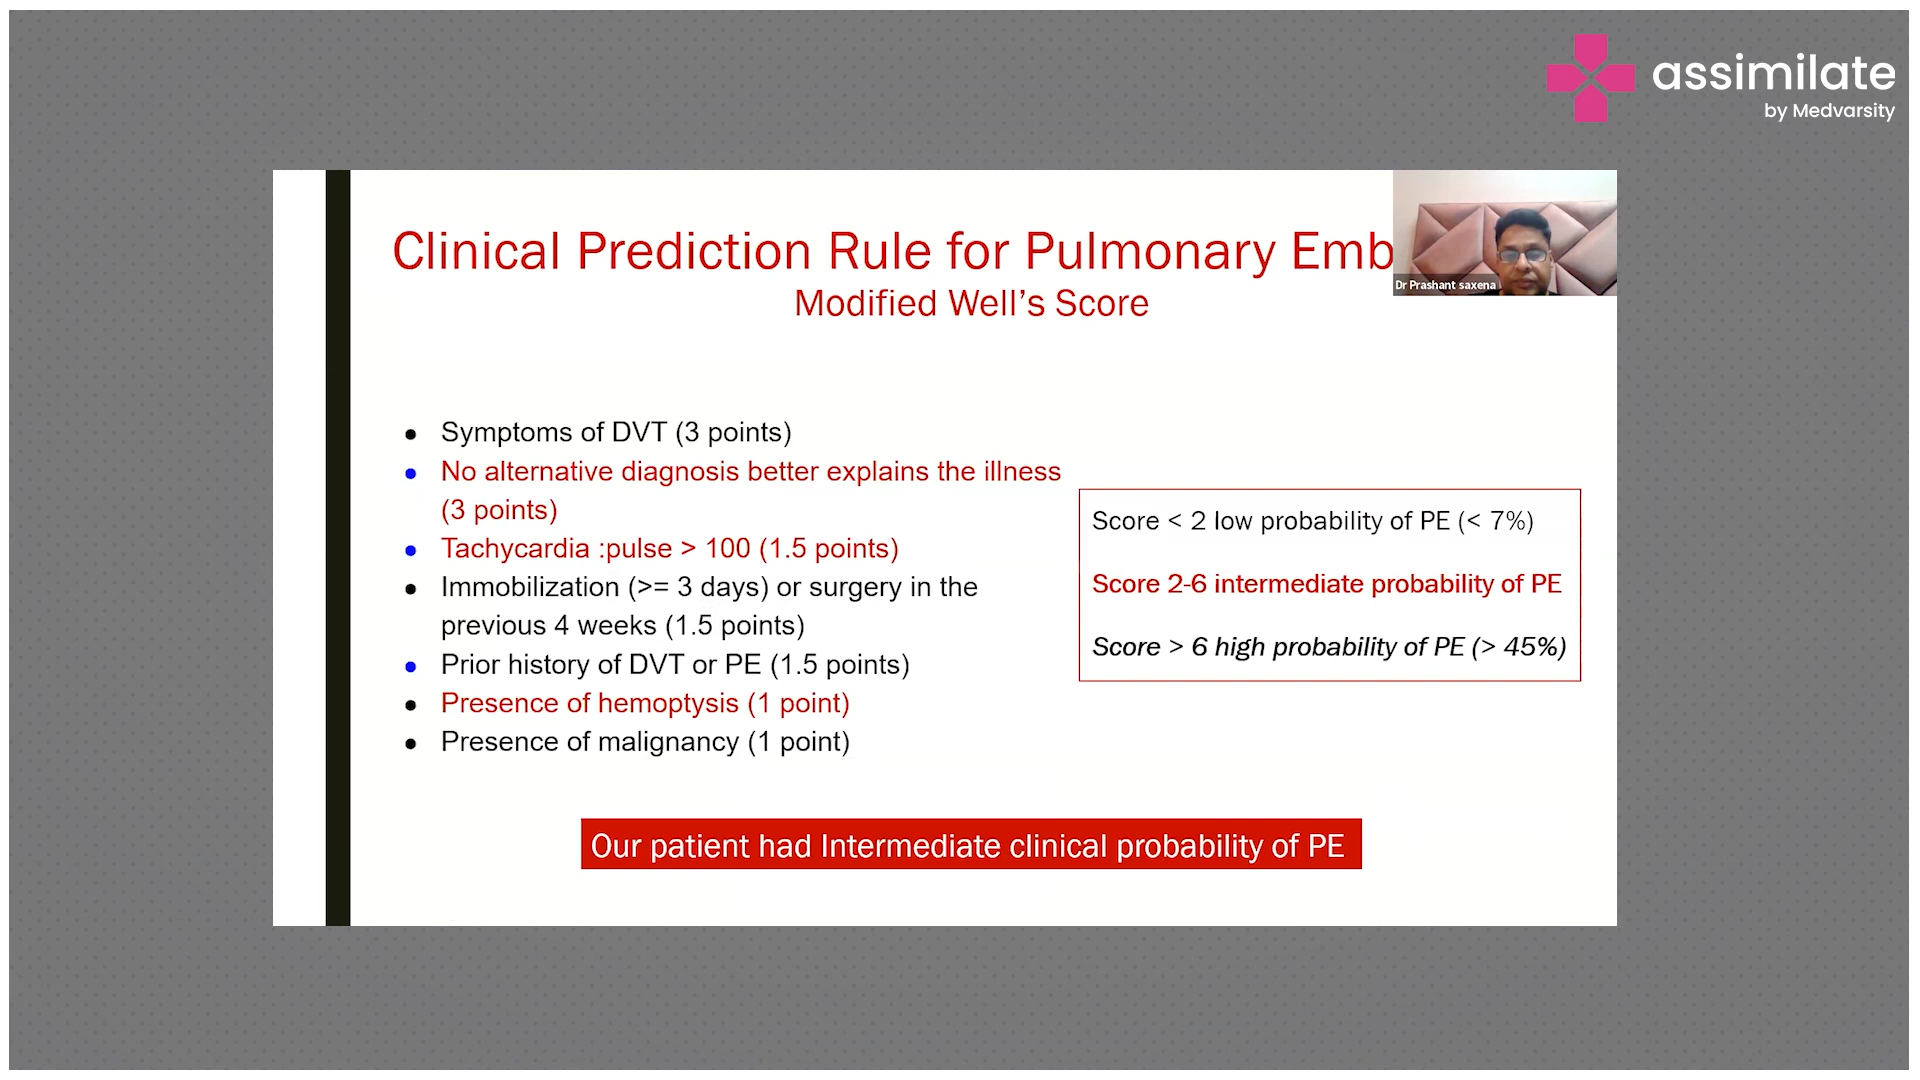 assimilate
by Medvarsity
Clinical Prediction Rule for Pulmonary Emb
Dr Prashant saxena
Modified Well's Score
• Symptoms of DVT (3 points)
• No alternative diagnosis better explains the illness
(3 points)
• Tachycardia :pulse > 100 (1.5 points)
• Immobilization (>= 3 days) or surgery in the
previous 4 weeks (1.5 points)
• Prior history of DVT or PE (1.5 points)
• Presence of hemoptysis (1 point)
• Presence of malignancy (1 point)
Score < 2 low probability of PE (< 7%)
Score 2-6 intermediate probability of PE
Score > 6 high probability of PE (> 45%)
Our patient had Intermediate clinical probability of PE